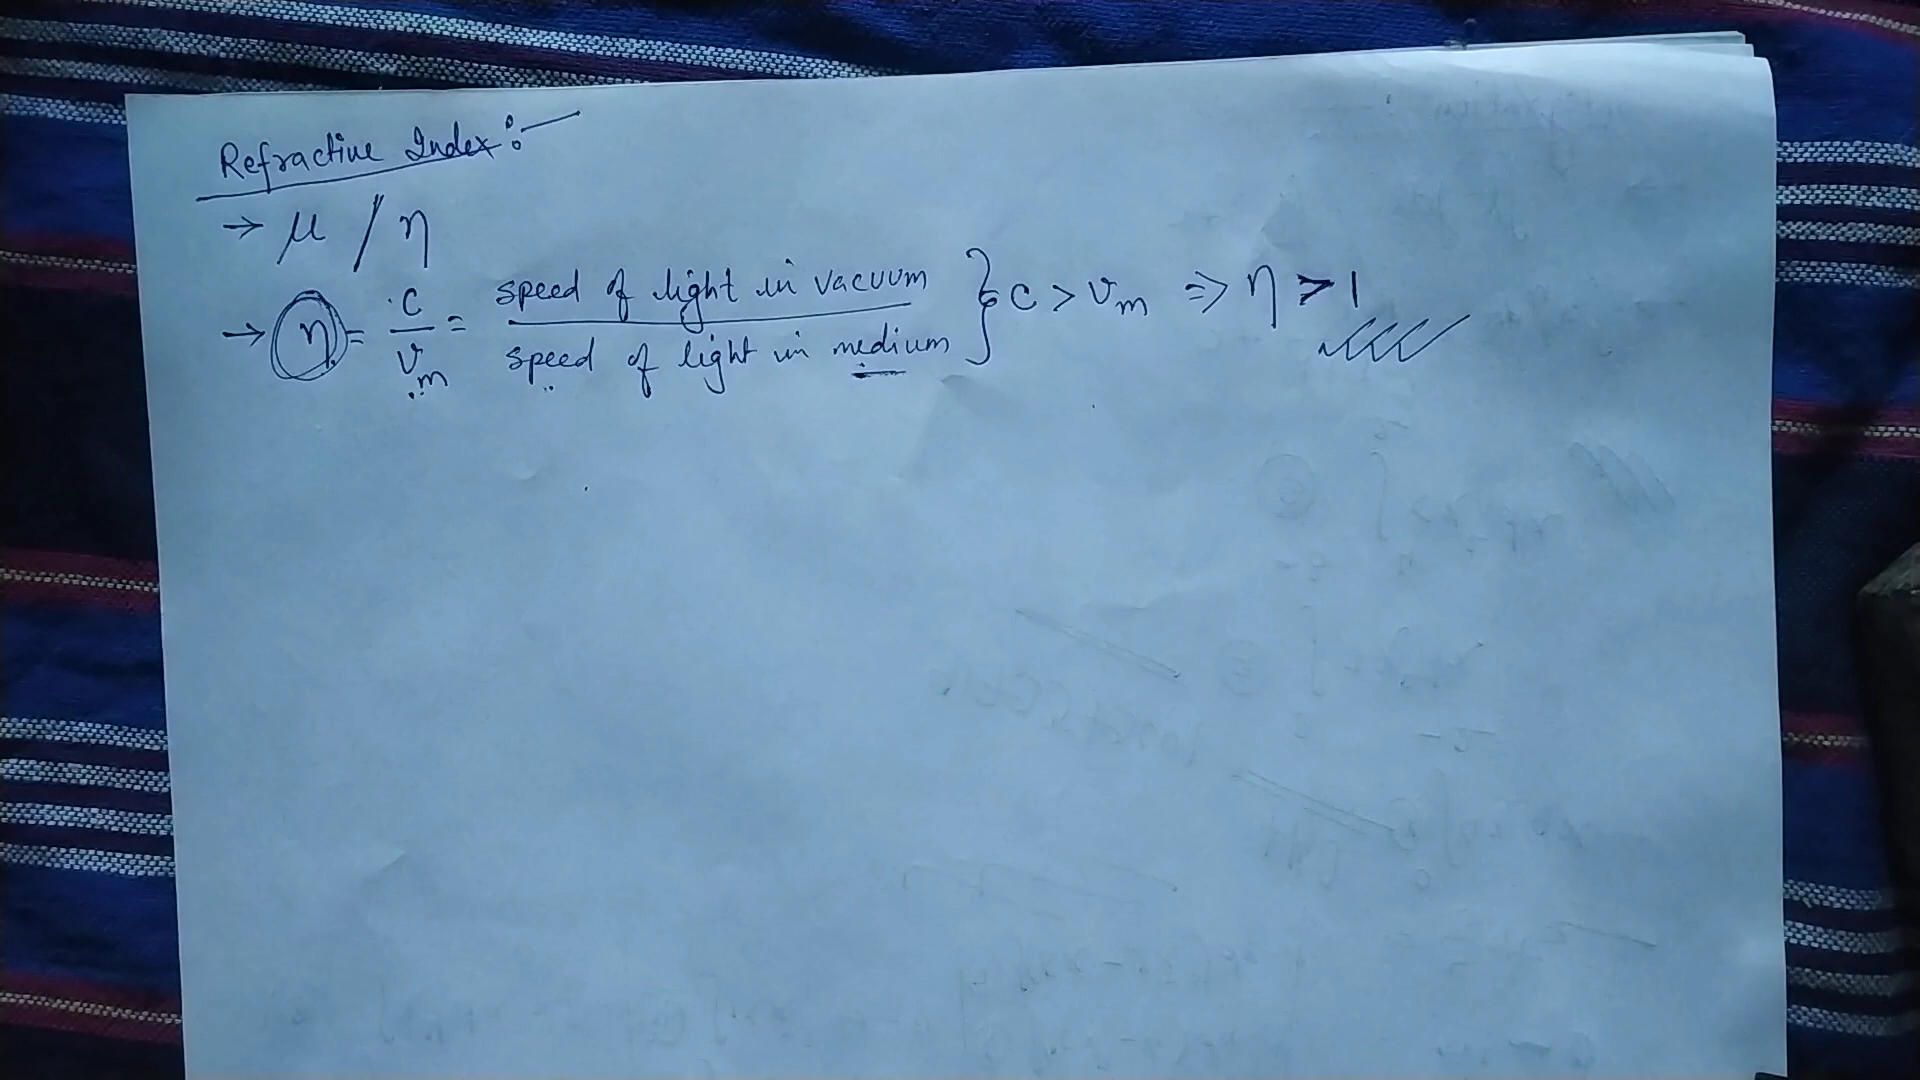 Refractive Index :-
→ μ / η
→ η = c/v_m = speed of light in vacuum / speed of light in medium } c > v_m ⇒ η > 1